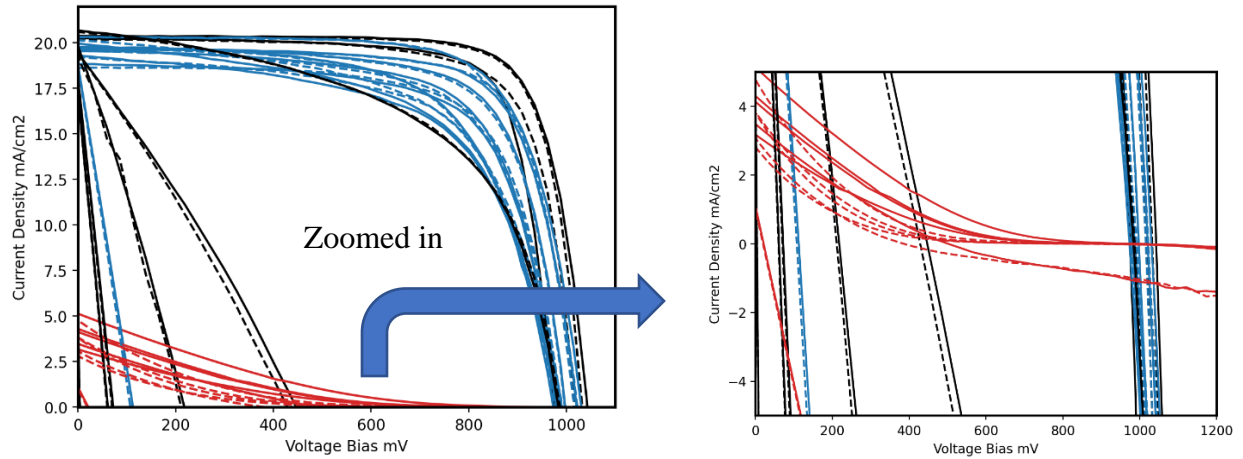 20.0
17.5
15.0
12.5
10.0
7.5
5.0
2.5
0.0
Current Density mA/cm2
0 200 400 600 800 1000
Voltage Bias mV
Zoomed in
4
2
0
−2
−4
Current Density mA/cm2
0 200 400 600 800 1000 1200
Voltage Bias mV